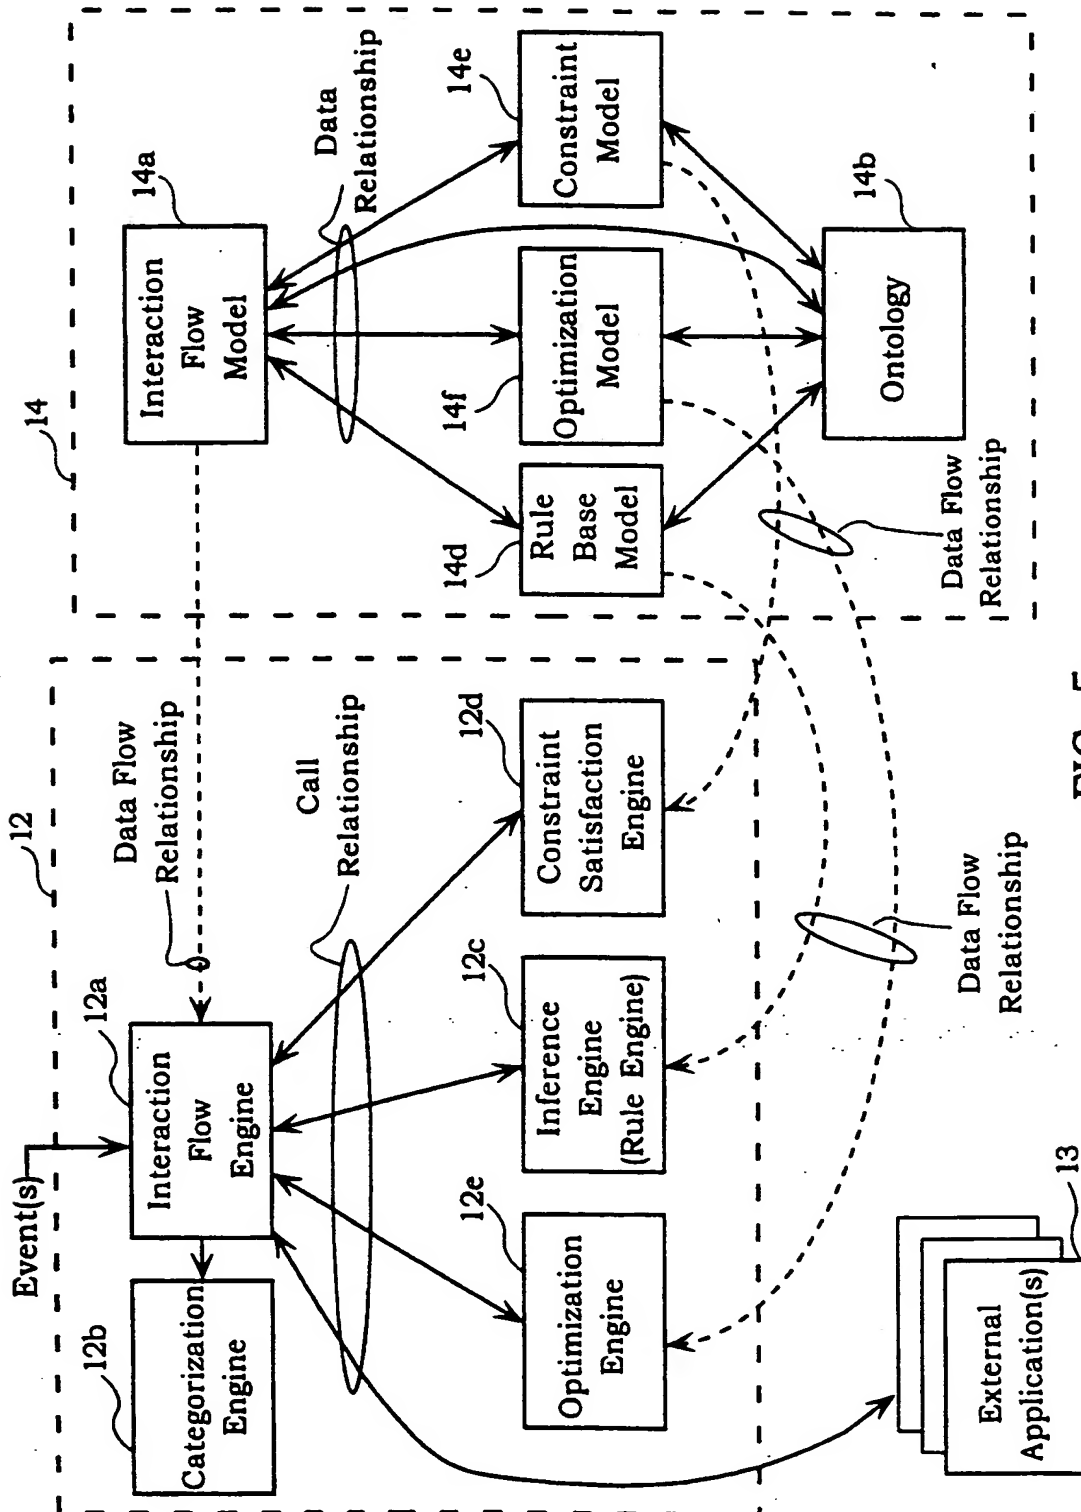 Event(s)
12
12b
Categorization
Engine
12a
Interaction
Flow
Engine
Data Flow
Relationship
Call
Relationship
12e
Optimization
Engine
12c
Inference
Engine
(Rule Engine)
12d
Constraint
Satisfaction
Engine
External
Application(s)
13
Data Flow
Relationship
14
14a
Interaction
Flow
Model
Data
Relationship
14d
Rule
Base
Model
14f
Optimization
Model
14e
Constraint
Model
14b
Ontology
Data Flow
Relationship